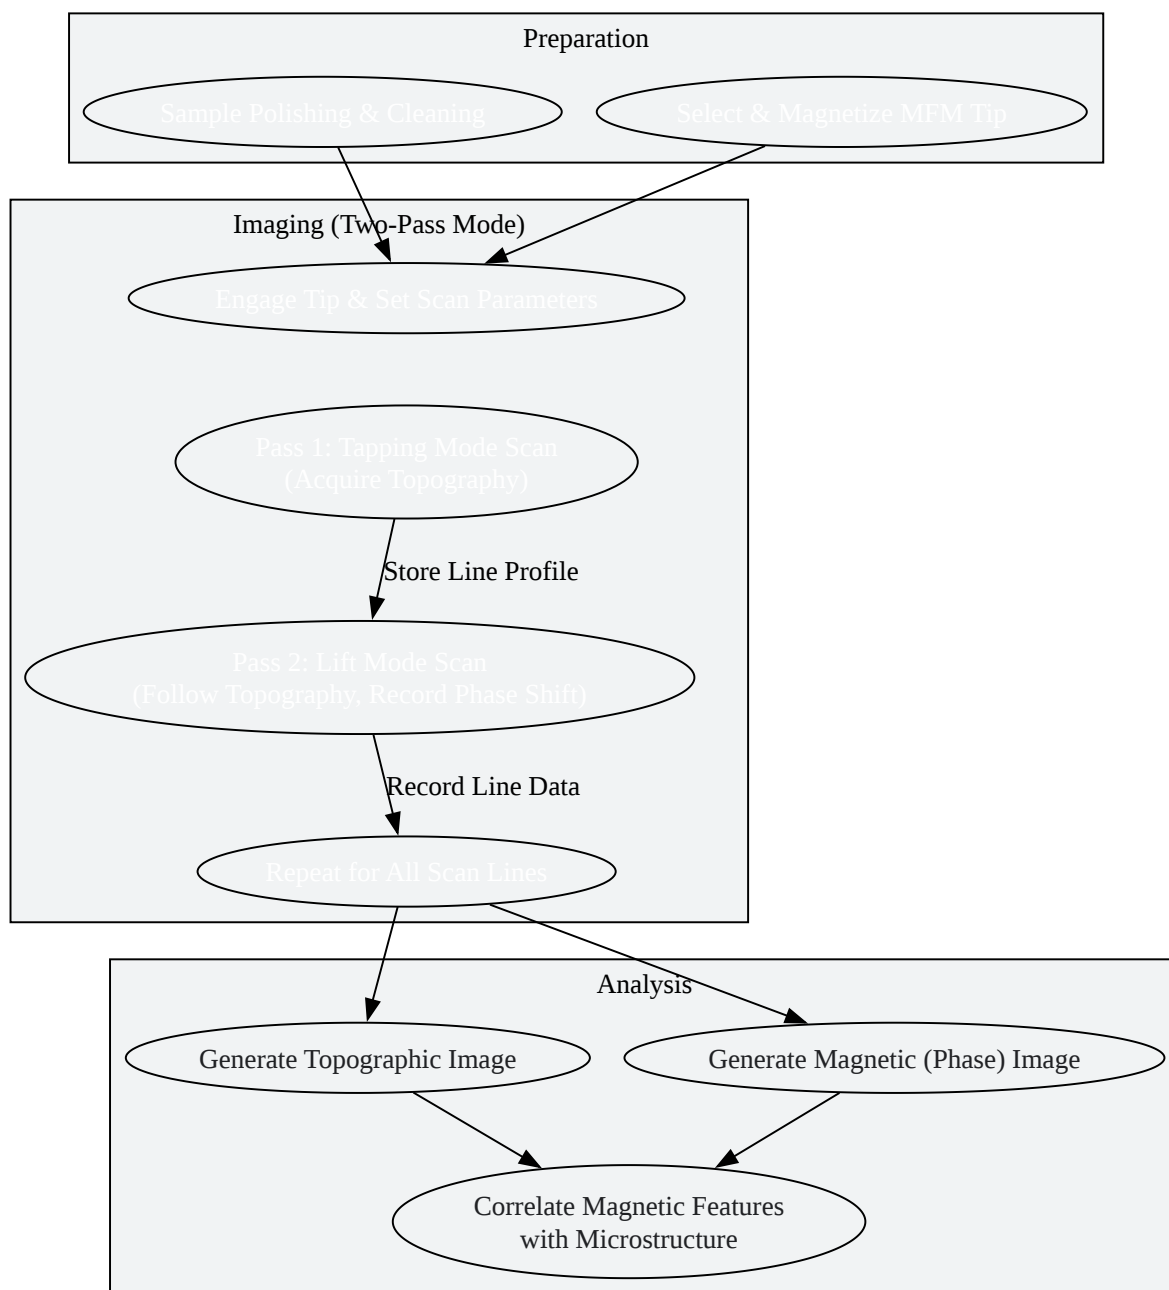 Preparation
Sample Polishing & Cleaning
Select & Magnetize MFM Tip
Imaging (Two-Pass Mode)
Engage Tip & Set Scan Parameters
Pass 1: Tapping Mode Scan
(Acquire Topography)
Store Line Profile
Pass 2: Lift Mode Scan
(Follow Topography, Record Phase Shift)
Record Line Data
Repeat for All Scan Lines
Analysis
Generate Topographic Image
Generate Magnetic (Phase) Image
Correlate Magnetic Features
with Microstructure